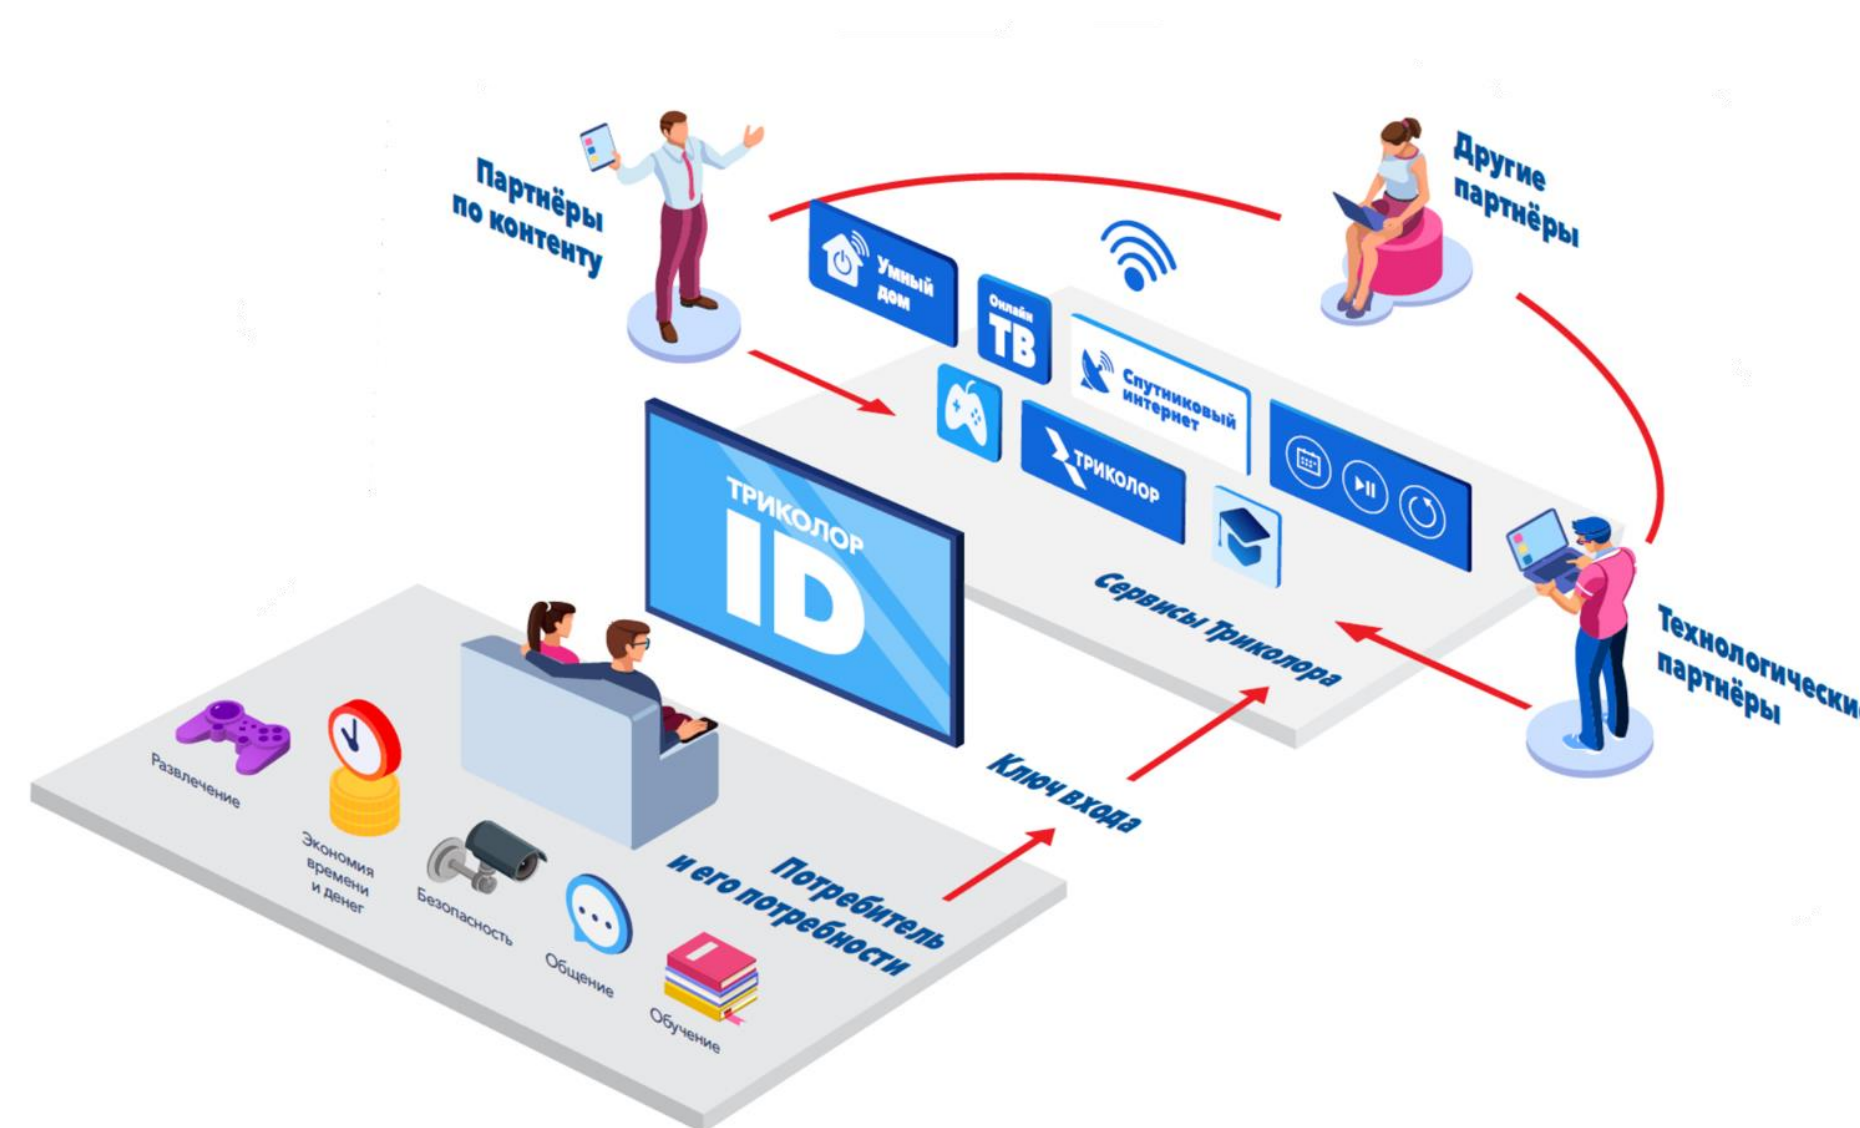 Партнёры
по контенту
Другие
партнёры
Умный
дом
Онлайн
ТВ
Спутниковый
интернет
ТРИКОЛОР
ТРИКОЛОР
ID
Сервисы Триколора
Технологические
партнёры
Ключ входа
Потребитель
и его потребности
Развлечение
Экономия
времени
и денег
Безопасность
Общение
Обучение